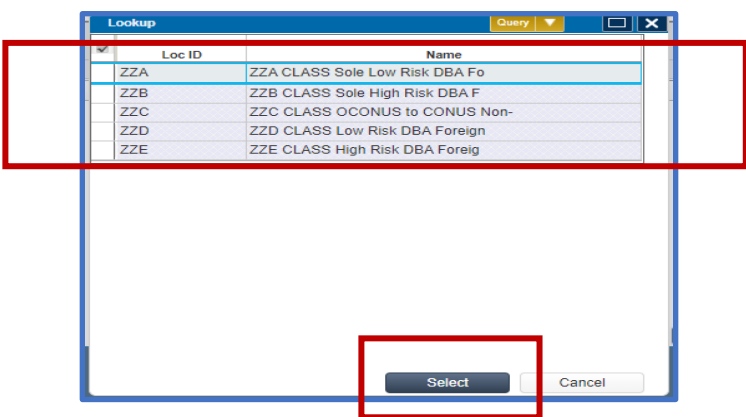 Lookup Query
Loc ID Name
ZZA ZZA CLASS Sole Low Risk DBA Fo
ZZB ZZB CLASS Sole High Risk DBA F
ZZC ZZC CLASS OCONUS to CONUS Non-
ZZD ZZD CLASS Low Risk DBA Foreign
ZZE ZZE CLASS High Risk DBA Foreig
Select Cancel